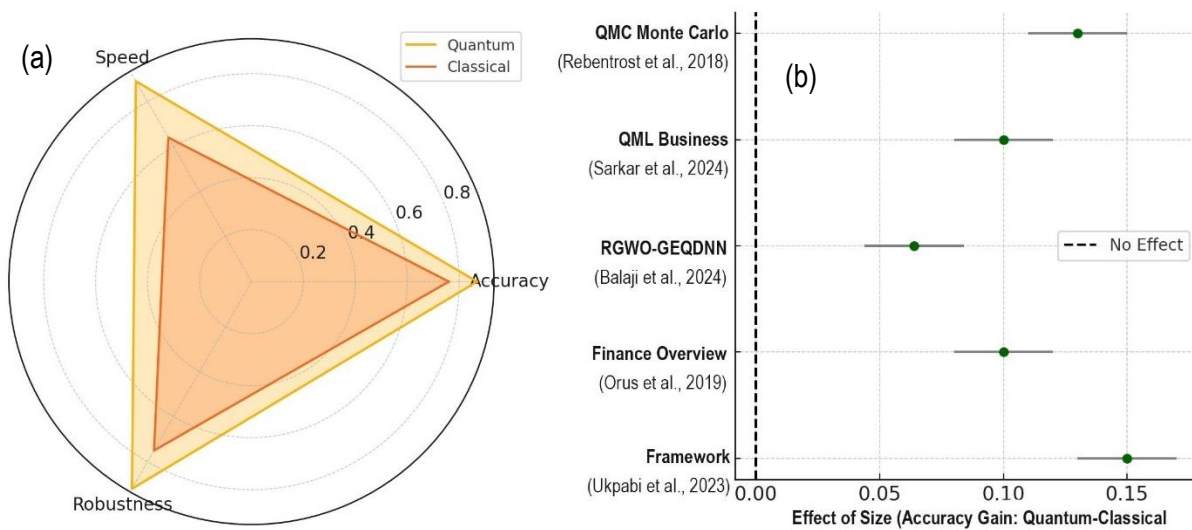 (a)
Speed
Quantum
Classical
0.8
0.6
0.4
0.2
Accuracy
Robustness
(b)
QMC Monte Carlo
(Rebentrost et al., 2018)
QML Business
(Sarkar et al., 2024)
RGWO-GEQDNN
(Balaji et al., 2024)
Finance Overview
(Orus et al., 2019)
Framework
(Ukpabi et al., 2023)
No Effect
0.00 0.05 0.10 0.15
Effect of Size (Accuracy Gain: Quantum-Classical